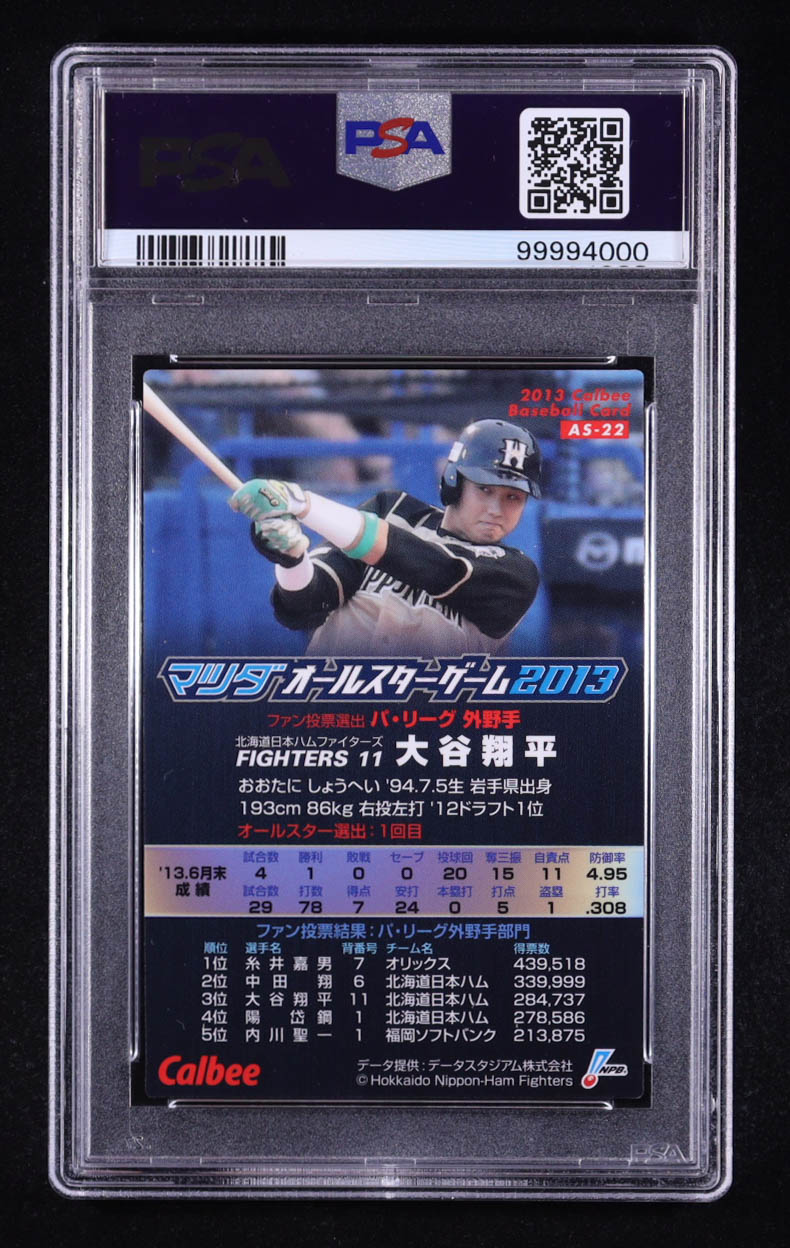 PSA
PSA
99994000
2013 Calbee
Baseball Card
AS-22
H
マツダオールスターゲーム2013
ファン投票選出 パ・リーグ 外野手
北海道日本ハムファイターズ
FIGHTERS 11 大谷翔平
おおたに しょうへい '94.7.5生 岩手県出身
193cm 86kg 右投左打 '12ドラフト1位
オールスター選出:1回目
'13.6月末
成績
試合数 勝利 敗戦 セーブ 投球回 奪三振 自責点 防御率
4 1 0 0 20 15 11 4.95
試合数 打数 得点 安打 本塁打 打点 盗塁 打率
29 78 7 24 0 5 1 .308
ファン投票結果:パ・リーグ外野手部門
順位 選手名 背番号 チーム名 得票数
1位 糸井嘉男 7 オリックス 439,518
2位 中田 翔 6 北海道日本ハム 339,999
3位 大谷翔平 11 北海道日本ハム 284,737
4位 陽 岱鋼 1 北海道日本ハム 278,586
5位 内川聖一 1 福岡ソフトバンク 213,875
Calbee
データ提供:データスタジアム株式会社
© Hokkaido Nippon-Ham Fighters
NPB
PSA